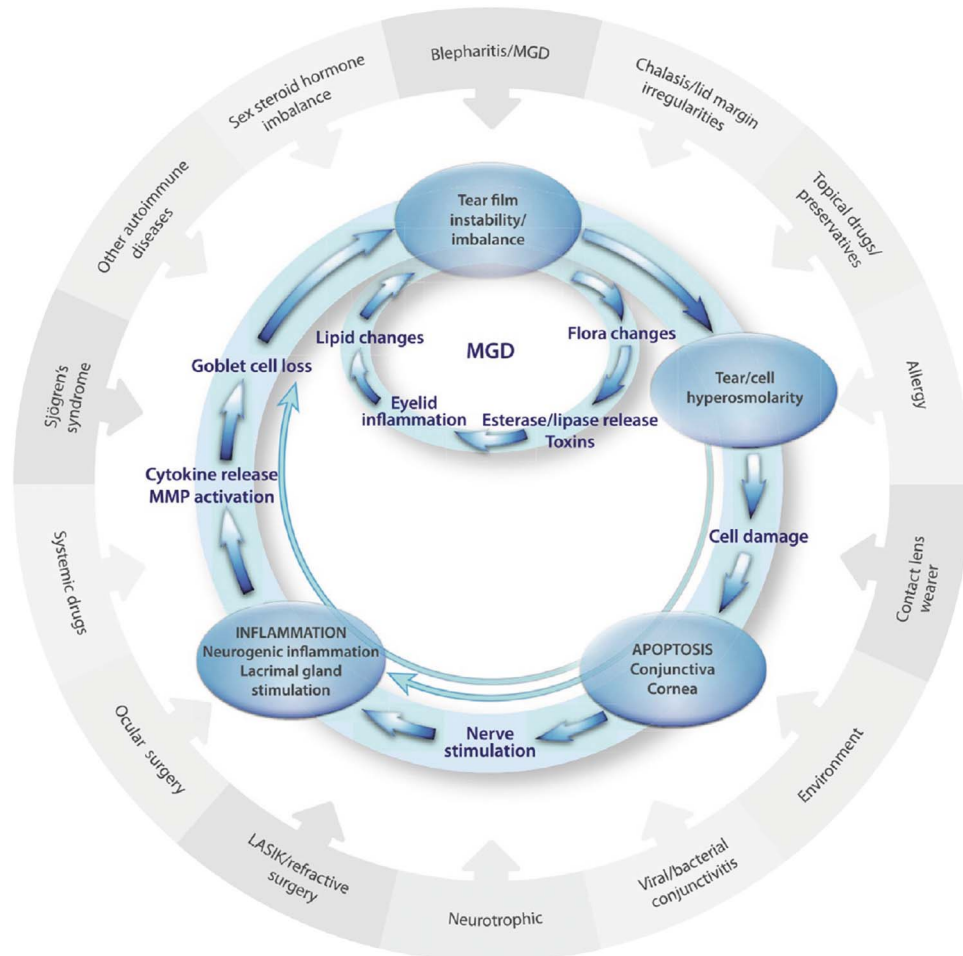 Blepharitis/MGD
Chalasis/lid margin
irregularities
Topical drugs/
preservatives
Allergy
Contact lens
wearer
Environment
Viral/bacterial
conjunctivitis
Neurotrophic
LASIK/refractive
surgery
Ocular surgery
Systemic drugs
Sjögren's
syndrome
Other autoimmune
diseases
Sex steroid hormone
imbalance
Tear film
instability/
imbalance
Tear/cell
hyperosmolarity
Cell damage
APOPTOSIS
Conjunctiva
Cornea
Nerve
stimulation
INFLAMMATION
Neurogenic inflammation
Lacrimal gland
stimulation
Cytokine release
MMP activation
Goblet cell loss
MGD
Flora changes
Esterase/lipase release
Toxins
Eyelid
inflammation
Lipid changes